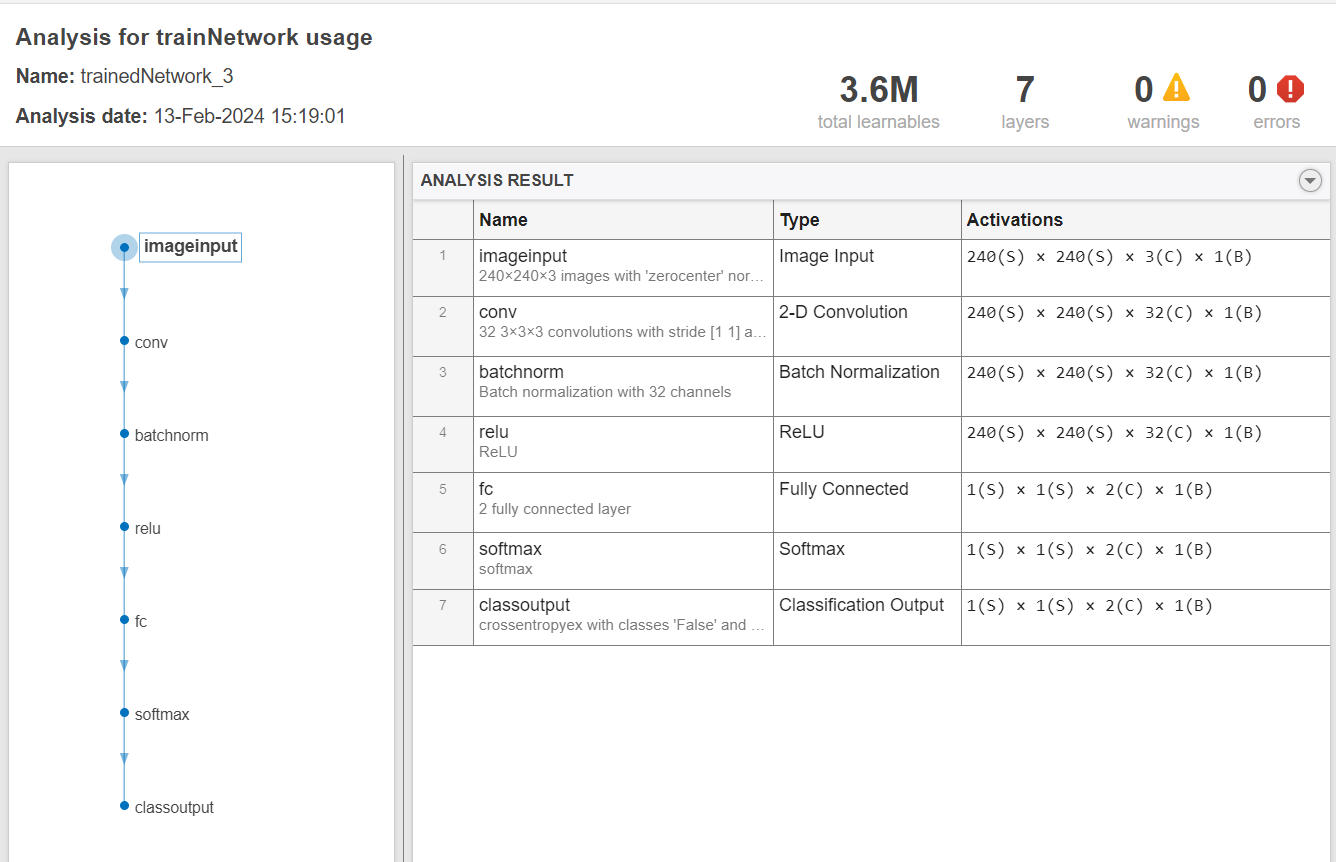 Analysis for trainNetwork usage
Name: trainedNetwork_3
Analysis date: 13-Feb-2024 15:19:01
3.6M
total learnables
7
layers
0
warnings
0
errors
imageinput
conv
batchnorm
relu
fc
softmax
classoutput
ANALYSIS RESULT
Name Type Activations
1 imageinput Image Input 240(S) × 240(S) × 3(C) × 1(B)
240×240×3 images with 'zerocenter' nor...
2 conv 2-D Convolution 240(S) × 240(S) × 32(C) × 1(B)
32 3×3×3 convolutions with stride [1 1] a...
3 batchnorm Batch Normalization 240(S) × 240(S) × 32(C) × 1(B)
Batch normalization with 32 channels
4 relu ReLU 240(S) × 240(S) × 32(C) × 1(B)
ReLU
5 fc Fully Connected 1(S) × 1(S) × 2(C) × 1(B)
2 fully connected layer
6 softmax Softmax 1(S) × 1(S) × 2(C) × 1(B)
softmax
7 classoutput Classification Output 1(S) × 1(S) × 2(C) × 1(B)
crossentropyex with classes 'False' and ...